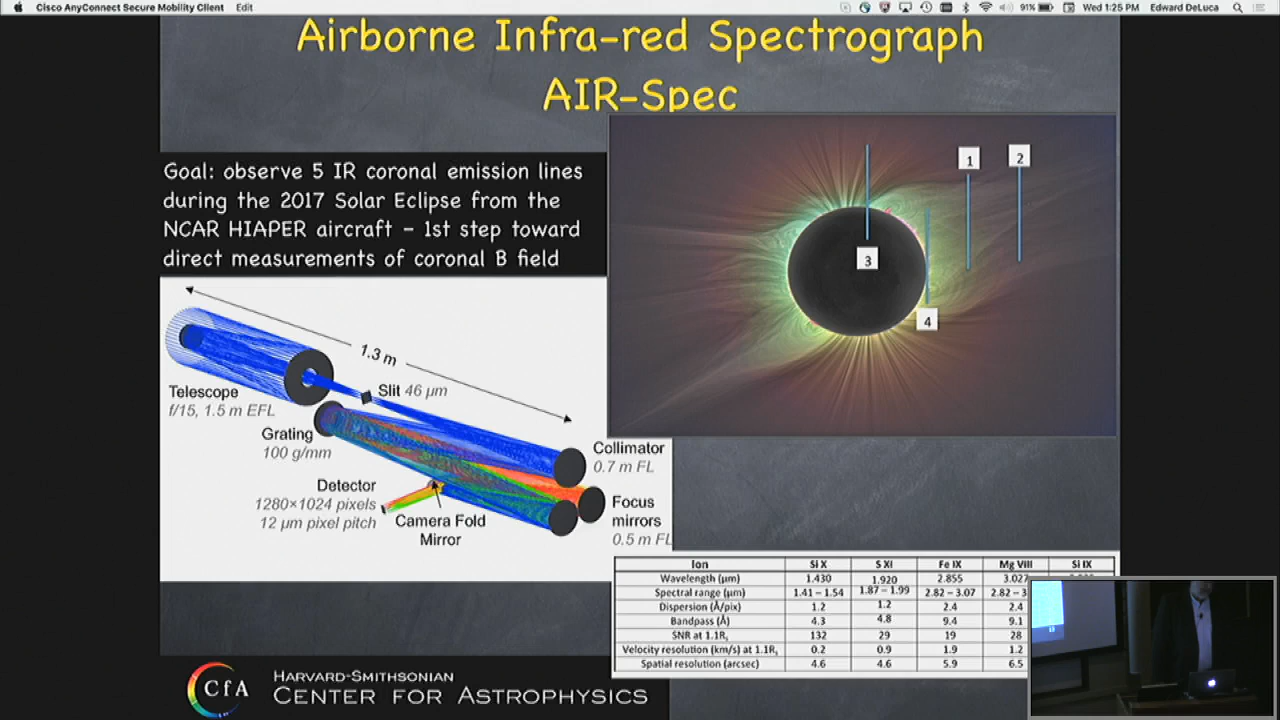 Cisco AnyConnect Secure Mobility Client Edit
91% Wed 1:25 PM Edward DeLuca
Airborne Infra-red Spectrograph
AIR-Spec
Goal: observe 5 IR coronal emission lines
during the 2017 Solar Eclipse from the
NCAR HIAPER aircraft – 1st step toward
direct measurements of coronal B field
1
2
3
4
1.3 m
Telescope
f/15, 1.5 m EFL
Slit 46 µm
Grating
100 g/mm
Collimator
0.7 m FL
Detector
1280×1024 pixels
12 µm pixel pitch
Camera Fold
Mirror
Focus
mirrors
0.5 m FL
Ion Si X S XI Fe IX Mg VIII Si IX
Wavelength (µm) 1.430 1.920 2.855 3.027
Spectral range (µm) 1.41 – 1.54 1.87 – 1.99 2.82 – 3.07 2.82 – 3
Dispersion (Å/pix) 1.2 1.2 2.4 2.4
Bandpass (Å) 4.3 4.8 9.4 9.1
SNR at 1.1Rs 132 29 19 28
Velocity resolution (km/s) at 1.1Rs 0.2 0.9 1.9 1.2
Spatial resolution (arcsec) 4.6 4.6 5.9 6.5
CfA
Harvard-Smithsonian
Center for Astrophysics